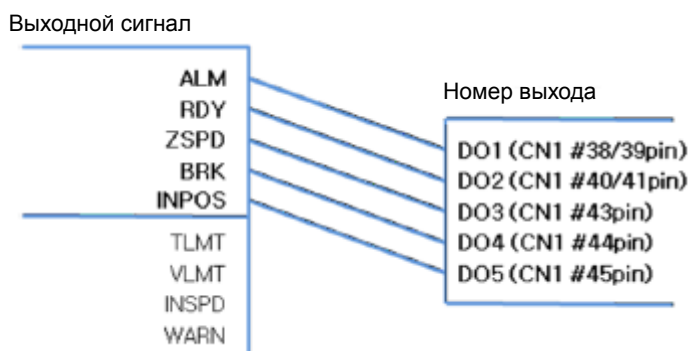 Выходной сигнал
ALM
RDY
ZSPD
BRK
INPOS
TLMT
VLMT
INSPD
WARN
Номер выхода
DO1 (CN1 #38/39pin)
DO2 (CN1 #40/41pin)
DO3 (CN1 #43pin)
DO4 (CN1 #44pin)
DO5 (CN1 #45pin)